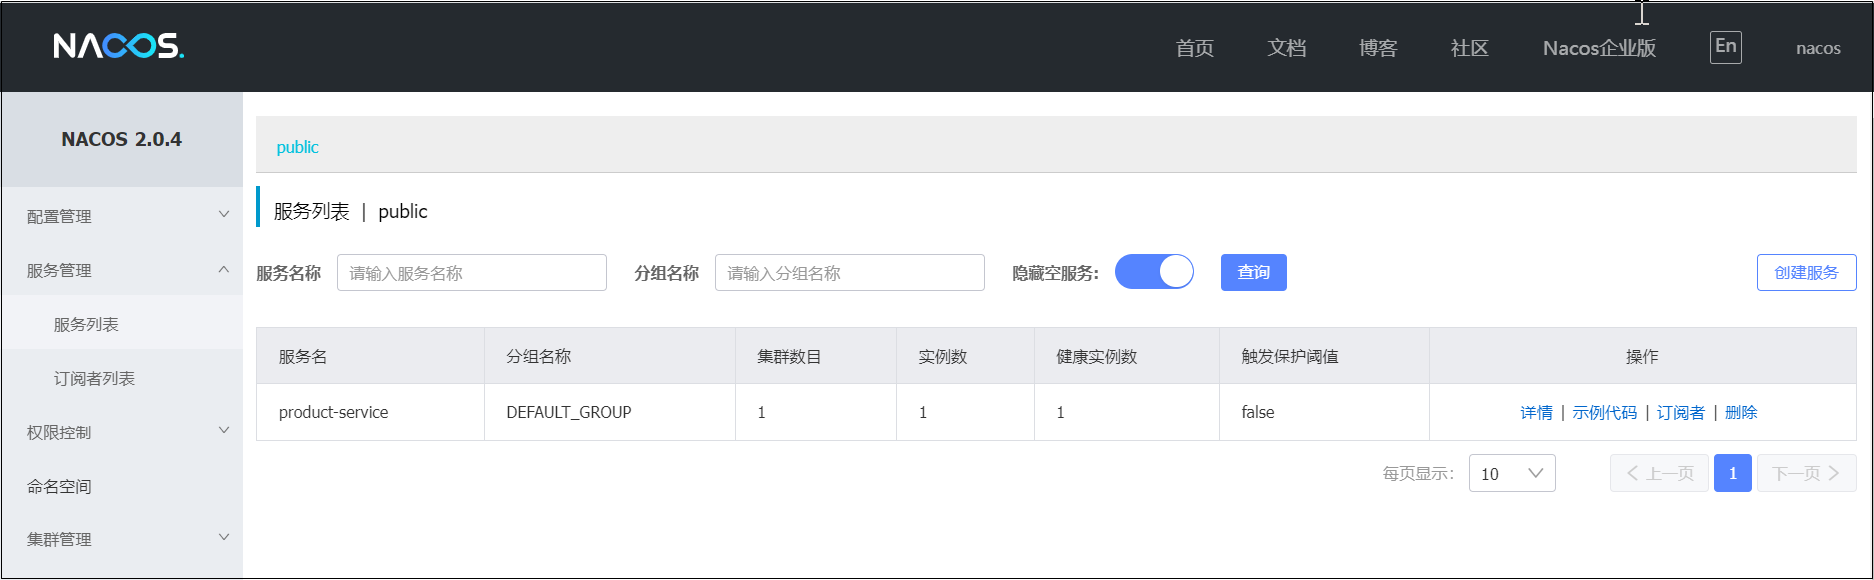 NACOS.
首页 文档 博客 社区 Nacos企业版 En nacos
NACOS 2.0.4
配置管理
服务管理
服务列表
订阅者列表
权限控制
命名空间
集群管理
public
服务列表 | public
服务名称 请输入服务名称 分组名称 请输入分组名称 隐藏空服务: 查询 创建服务
服务名 分组名称 集群数目 实例数 健康实例数 触发保护阈值 操作
product-service DEFAULT_GROUP 1 1 1 false 详情 | 示例代码 | 订阅者 | 删除
每页显示: 10 上一页 1 下一页